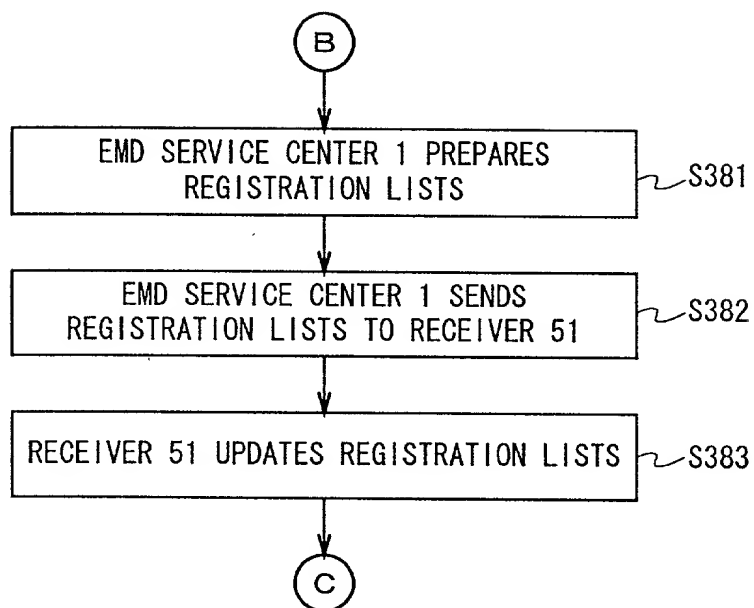 B
EMD SERVICE CENTER 1 PREPARES
REGISTRATION LISTS
S381
EMD SERVICE CENTER 1 SENDS
REGISTRATION LISTS TO RECEIVER 51
S382
RECEIVER 51 UPDATES REGISTRATION LISTS
S383
C